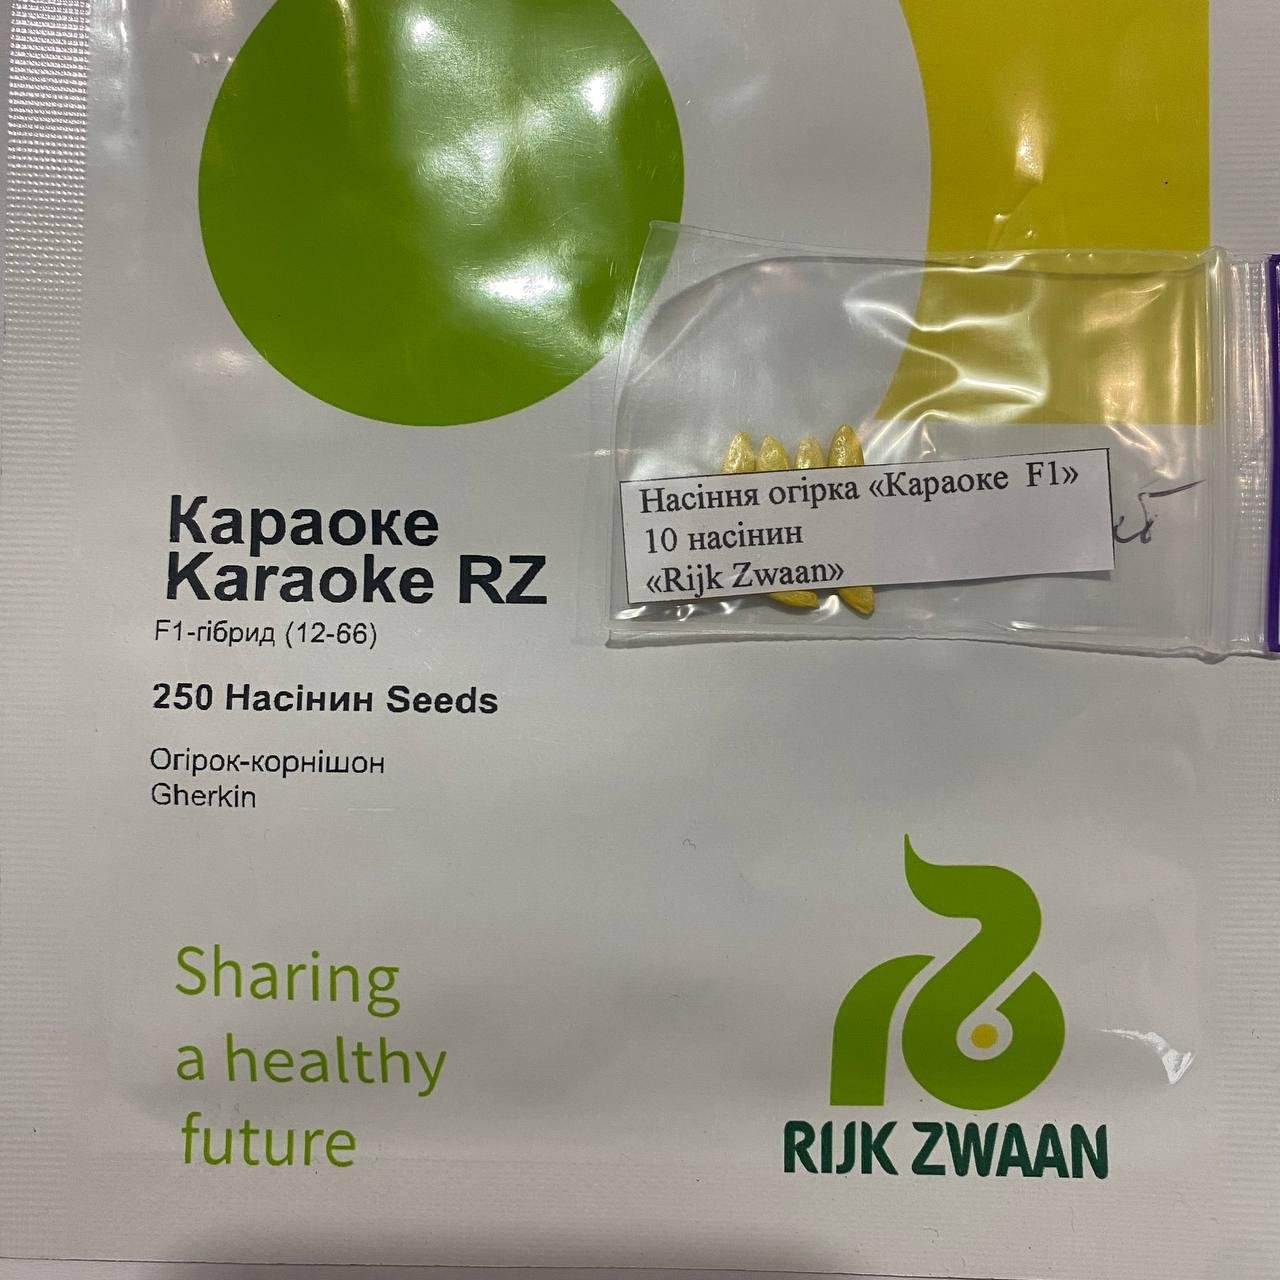 Караоке
Karaoke RZ
F1-гібрид (12-66)
250 Насінин Seeds
Огірок-корнішон
Gherkin
Насіння огірка «Караоке F1»
10 насінин
«Rijk Zwaan»
Sharing
a healthy
future
RIJK ZWAAN